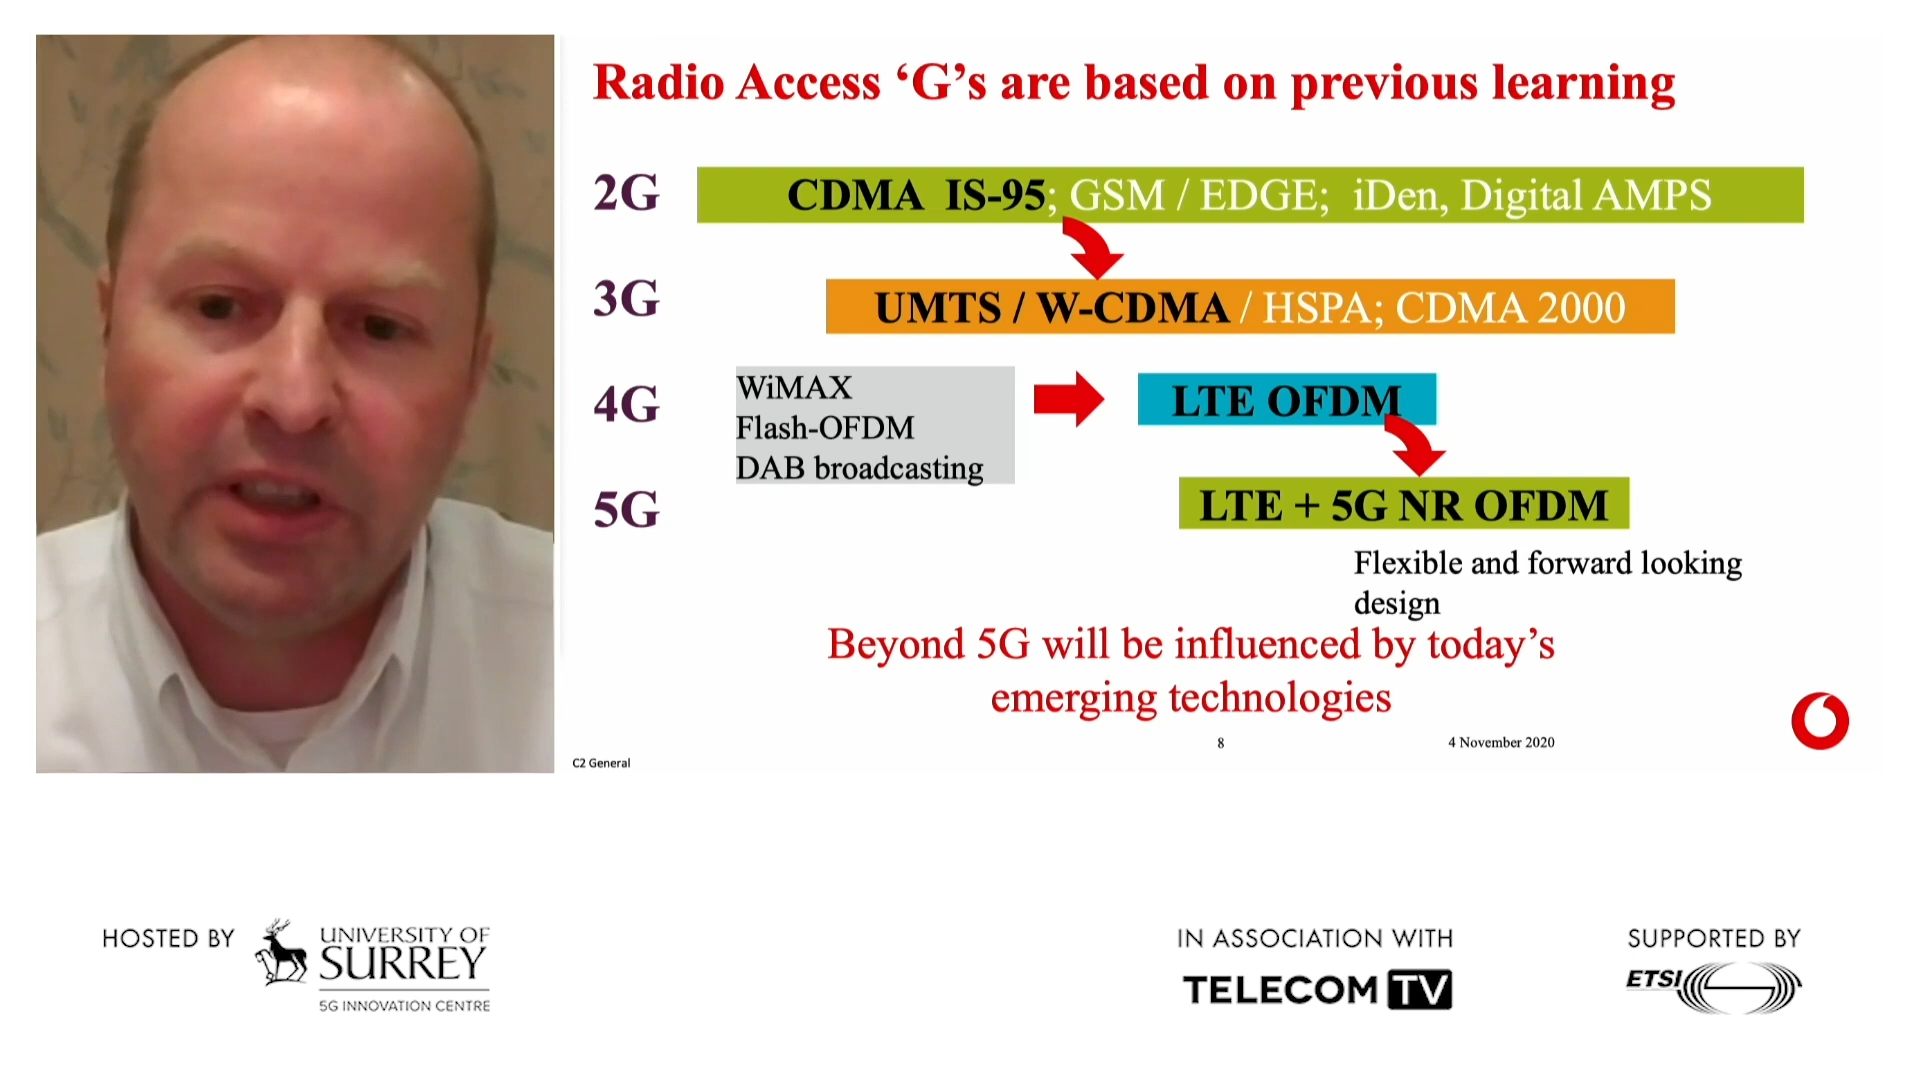 Radio Access ‘G’s are based on previous learning
2G
CDMA IS-95; GSM / EDGE; iDen, Digital AMPS
3G
UMTS / W-CDMA / HSPA; CDMA 2000
4G
WiMAX
Flash-OFDM
DAB broadcasting
LTE OFDM
5G
LTE + 5G NR OFDM
Flexible and forward looking
design
Beyond 5G will be influenced by today’s
emerging technologies
8
4 November 2020
C2 General
HOSTED BY
UNIVERSITY OF
SURREY
5G INNOVATION CENTRE
IN ASSOCIATION WITH
TELECOM TV
SUPPORTED BY
ETSI